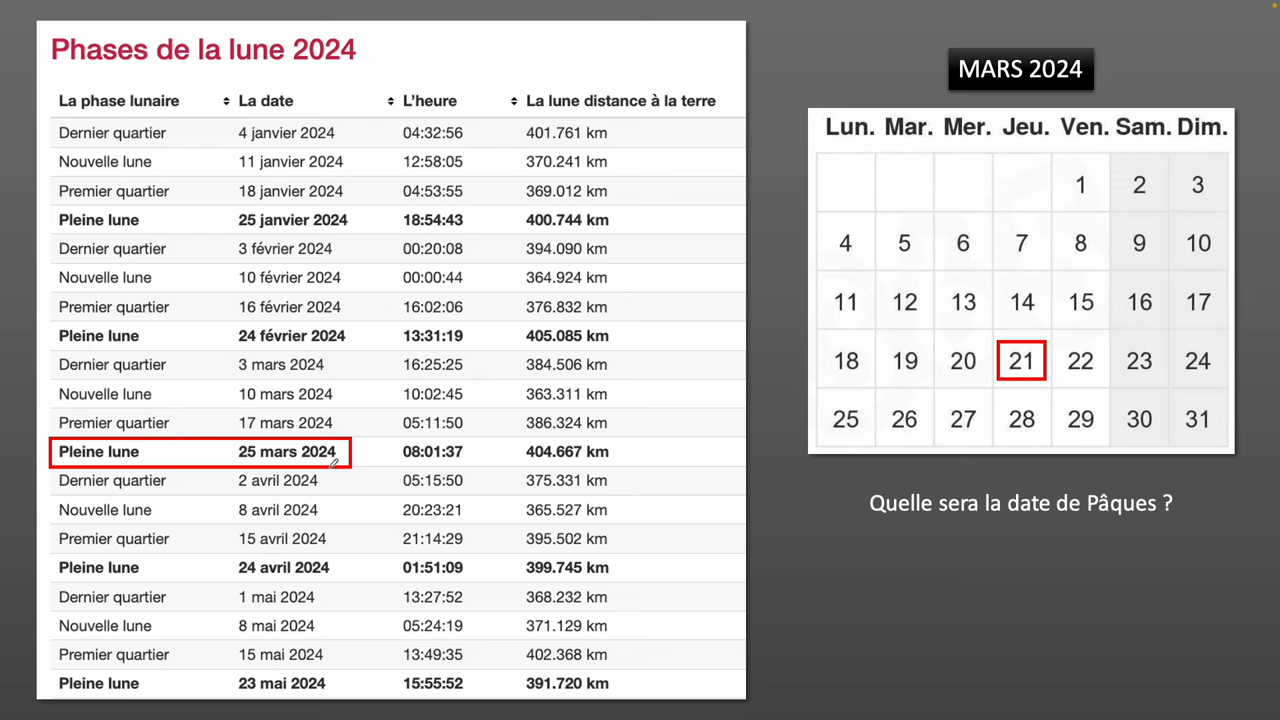 Phases de la lune 2024
La phase lunaire La date L'heure La lune distance à la terre
Dernier quartier 4 janvier 2024 04:32:56 401.761 km
Nouvelle lune 11 janvier 2024 12:58:05 370.241 km
Premier quartier 18 janvier 2024 04:53:55 369.012 km
Pleine lune 25 janvier 2024 18:54:43 400.744 km
Dernier quartier 3 février 2024 00:20:08 394.090 km
Nouvelle lune 10 février 2024 00:00:44 364.924 km
Premier quartier 16 février 2024 16:02:06 376.832 km
Pleine lune 24 février 2024 13:31:19 405.085 km
Dernier quartier 3 mars 2024 16:25:25 384.506 km
Nouvelle lune 10 mars 2024 10:02:45 363.311 km
Premier quartier 17 mars 2024 05:11:50 386.324 km
Pleine lune 25 mars 2024 08:01:37 404.667 km
Dernier quartier 2 avril 2024 05:15:50 375.331 km
Nouvelle lune 8 avril 2024 20:23:21 365.527 km
Premier quartier 15 avril 2024 21:14:29 395.502 km
Pleine lune 24 avril 2024 01:51:09 399.745 km
Dernier quartier 1 mai 2024 13:27:52 368.232 km
Nouvelle lune 8 mai 2024 05:24:19 371.129 km
Premier quartier 15 mai 2024 13:49:35 402.368 km
Pleine lune 23 mai 2024 15:55:52 391.720 km
MARS 2024
Lun. Mar. Mer. Jeu. Ven. Sam. Dim.
1 2 3
4 5 6 7 8 9 10
11 12 13 14 15 16 17
18 19 20 21 22 23 24
25 26 27 28 29 30 31
Quelle sera la date de Pâques ?